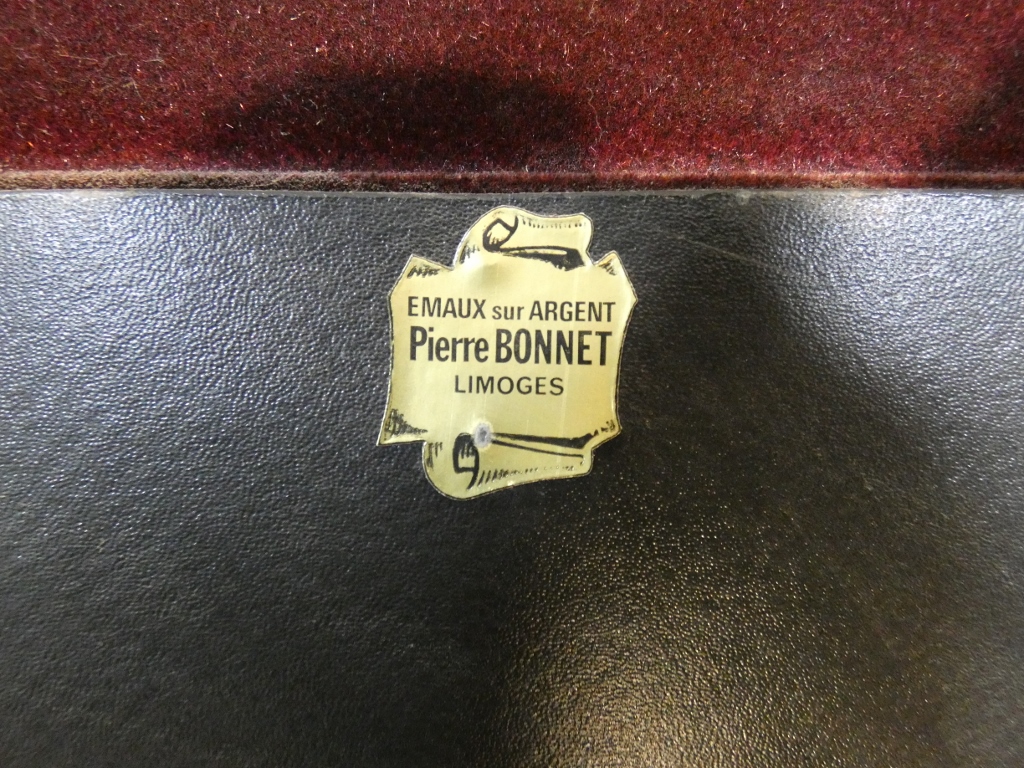 EMAUX sur ARGENT
Pierre BONNET
LIMOGES